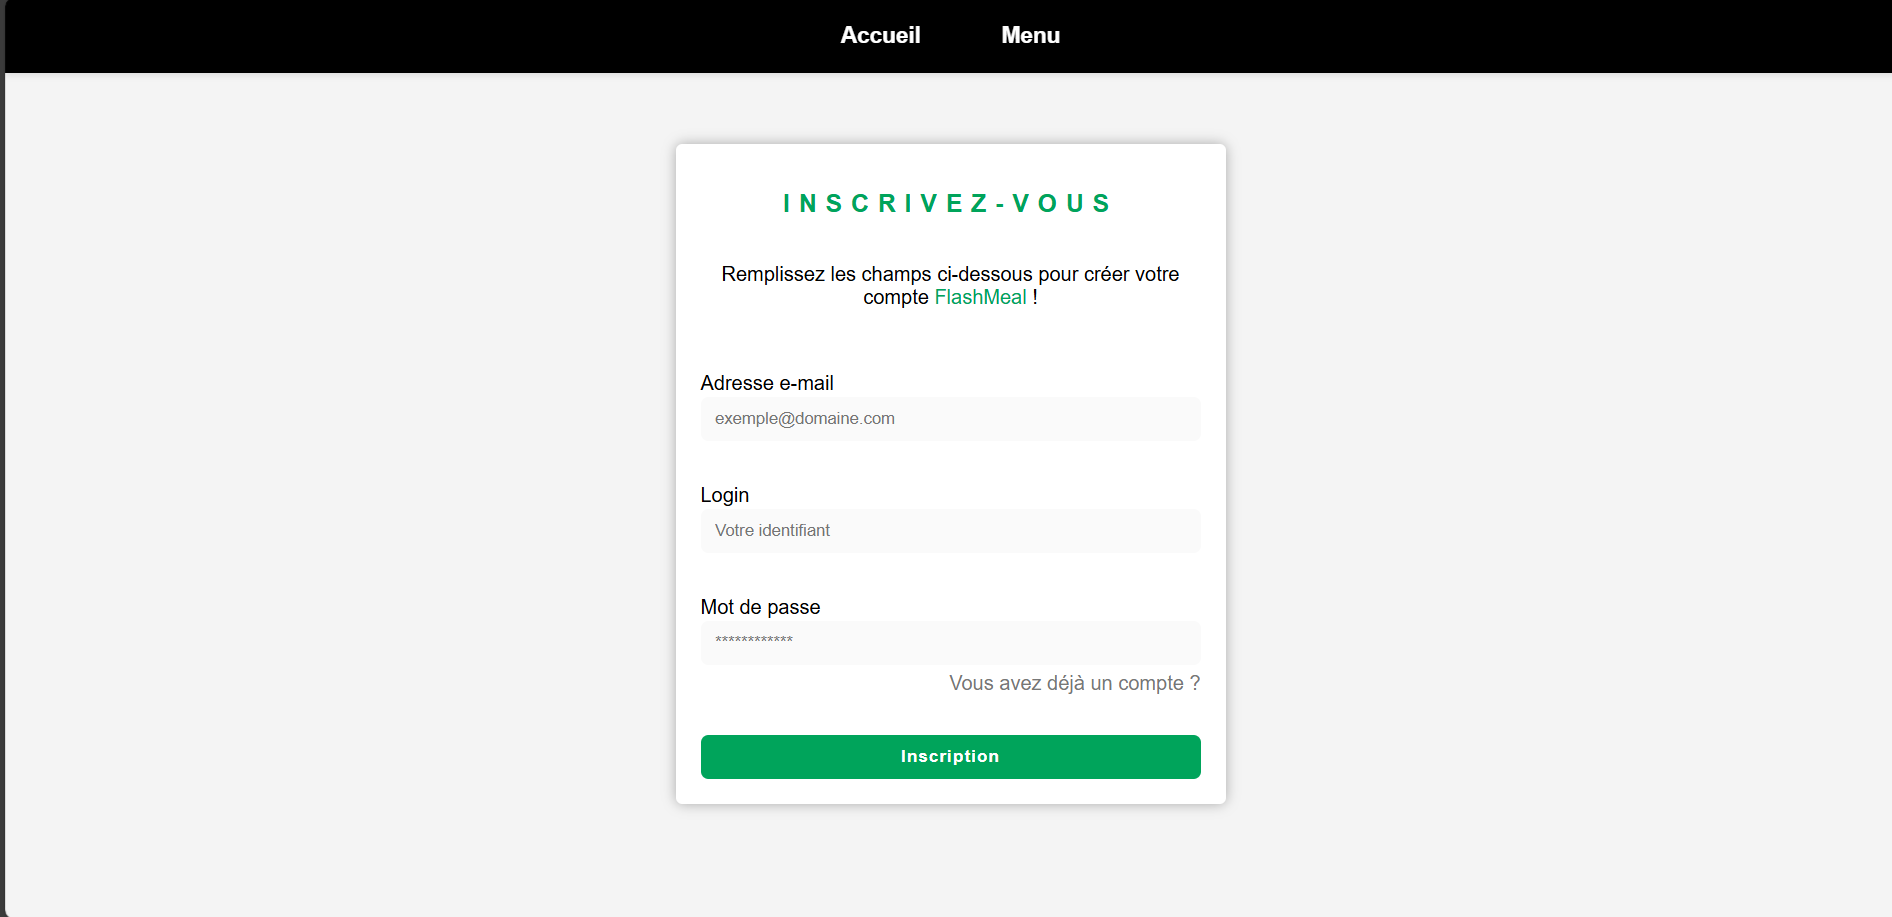 Accueil Menu
INSCRIVEZ-VOUS
Remplissez les champs ci-dessous pour créer votre
compte FlashMeal !
Adresse e-mail
exemple@domaine.com
Login
Votre identifiant
Mot de passe
************
Vous avez déjà un compte ?
Inscription